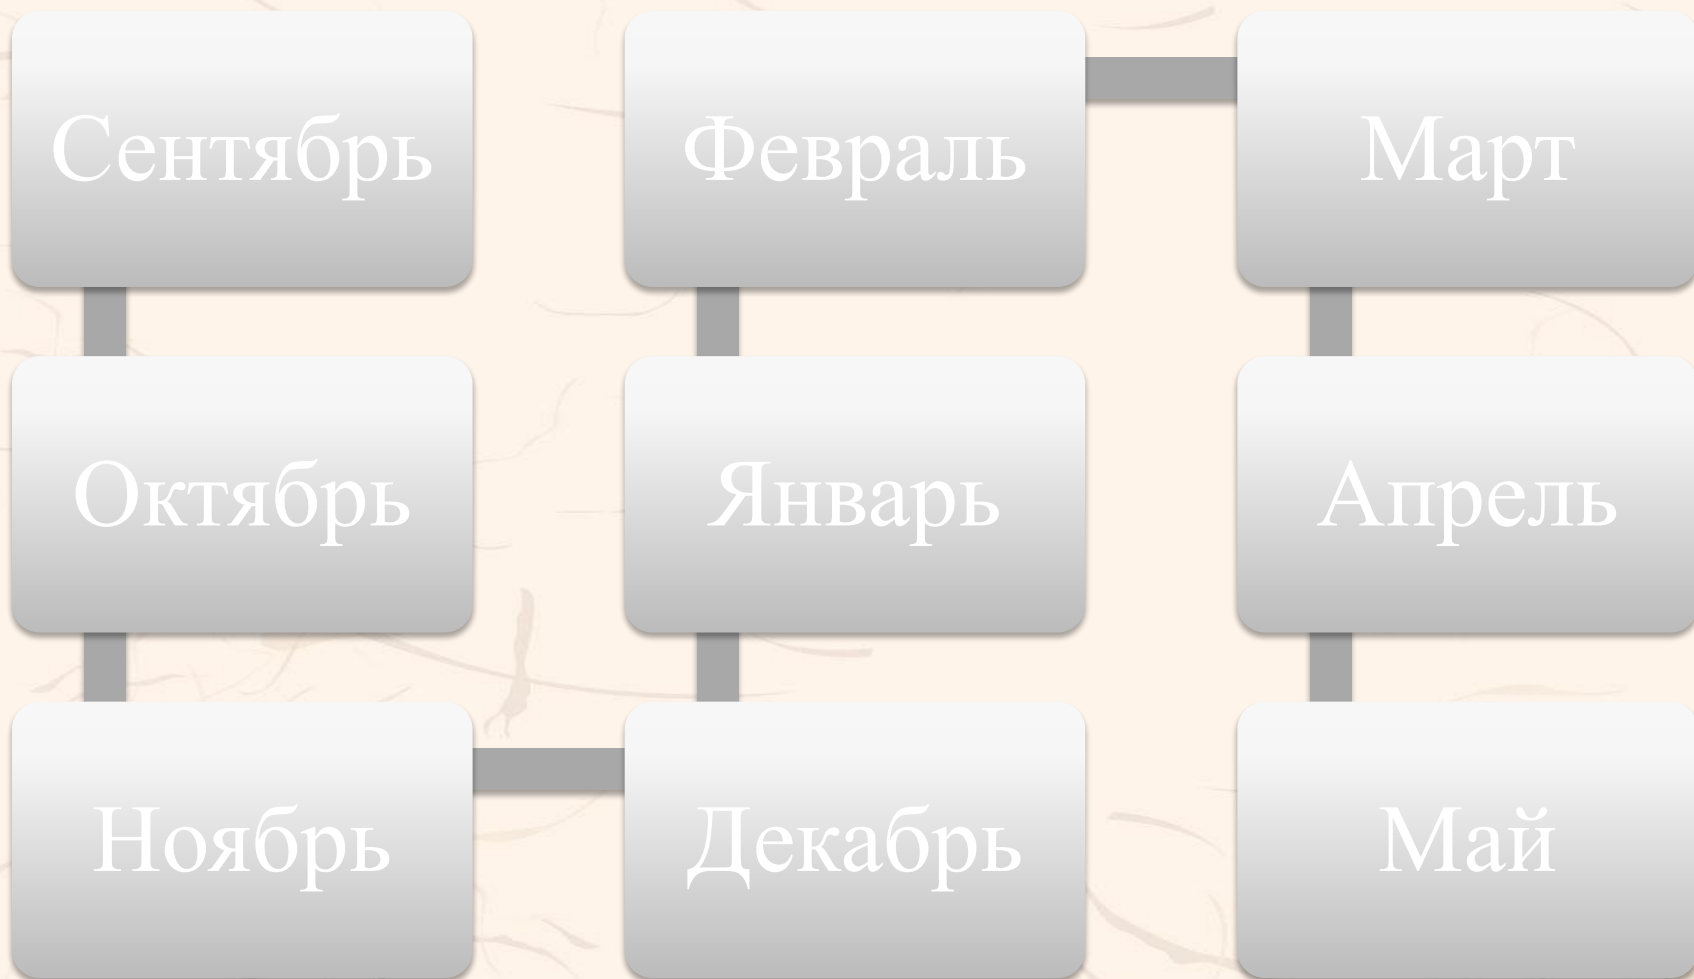 Сентябрь
Октябрь
Ноябрь
Декабрь
Январь
Февраль
Март
Апрель
Май